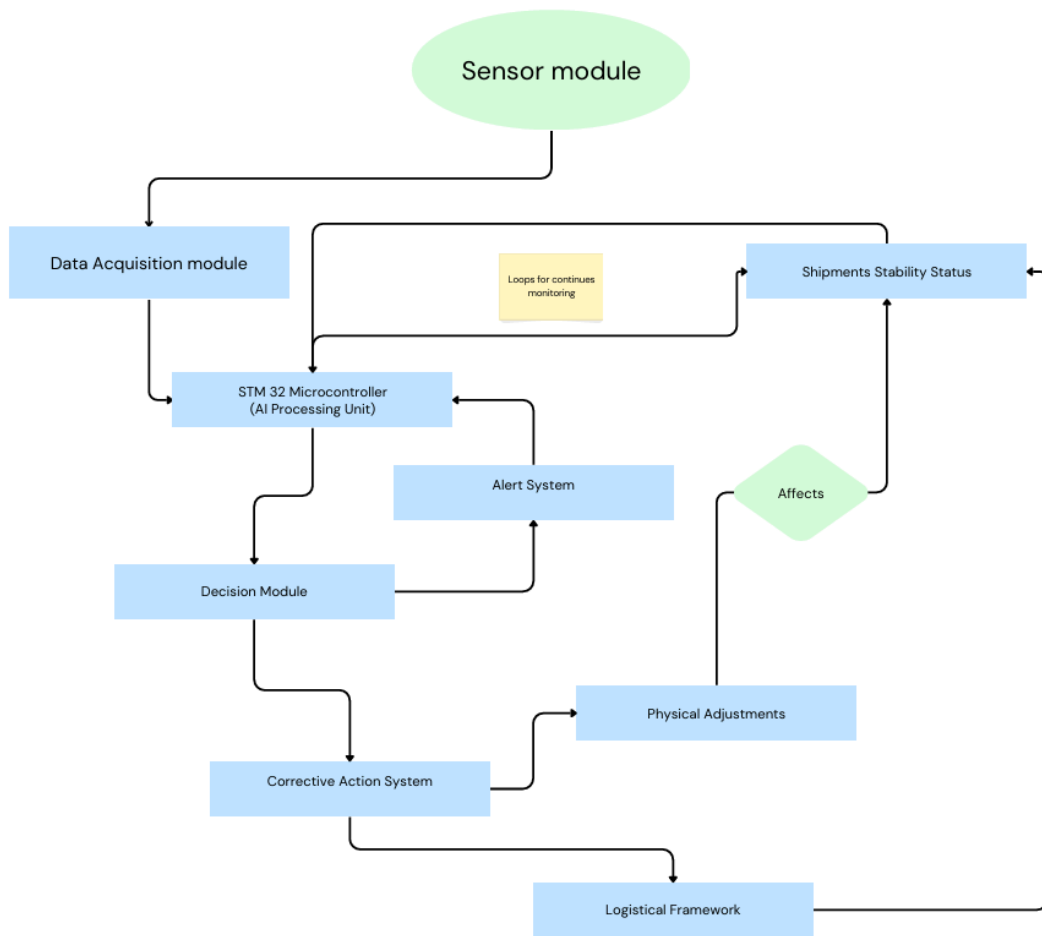 Sensor module
Data Acquisition module
Loops for continues
monitoring
Shipments Stability Status
STM 32 Microcontroller
(AI Processing Unit)
Alert System
Affects
Decision Module
Physical Adjustments
Corrective Action System
Logistical Framework